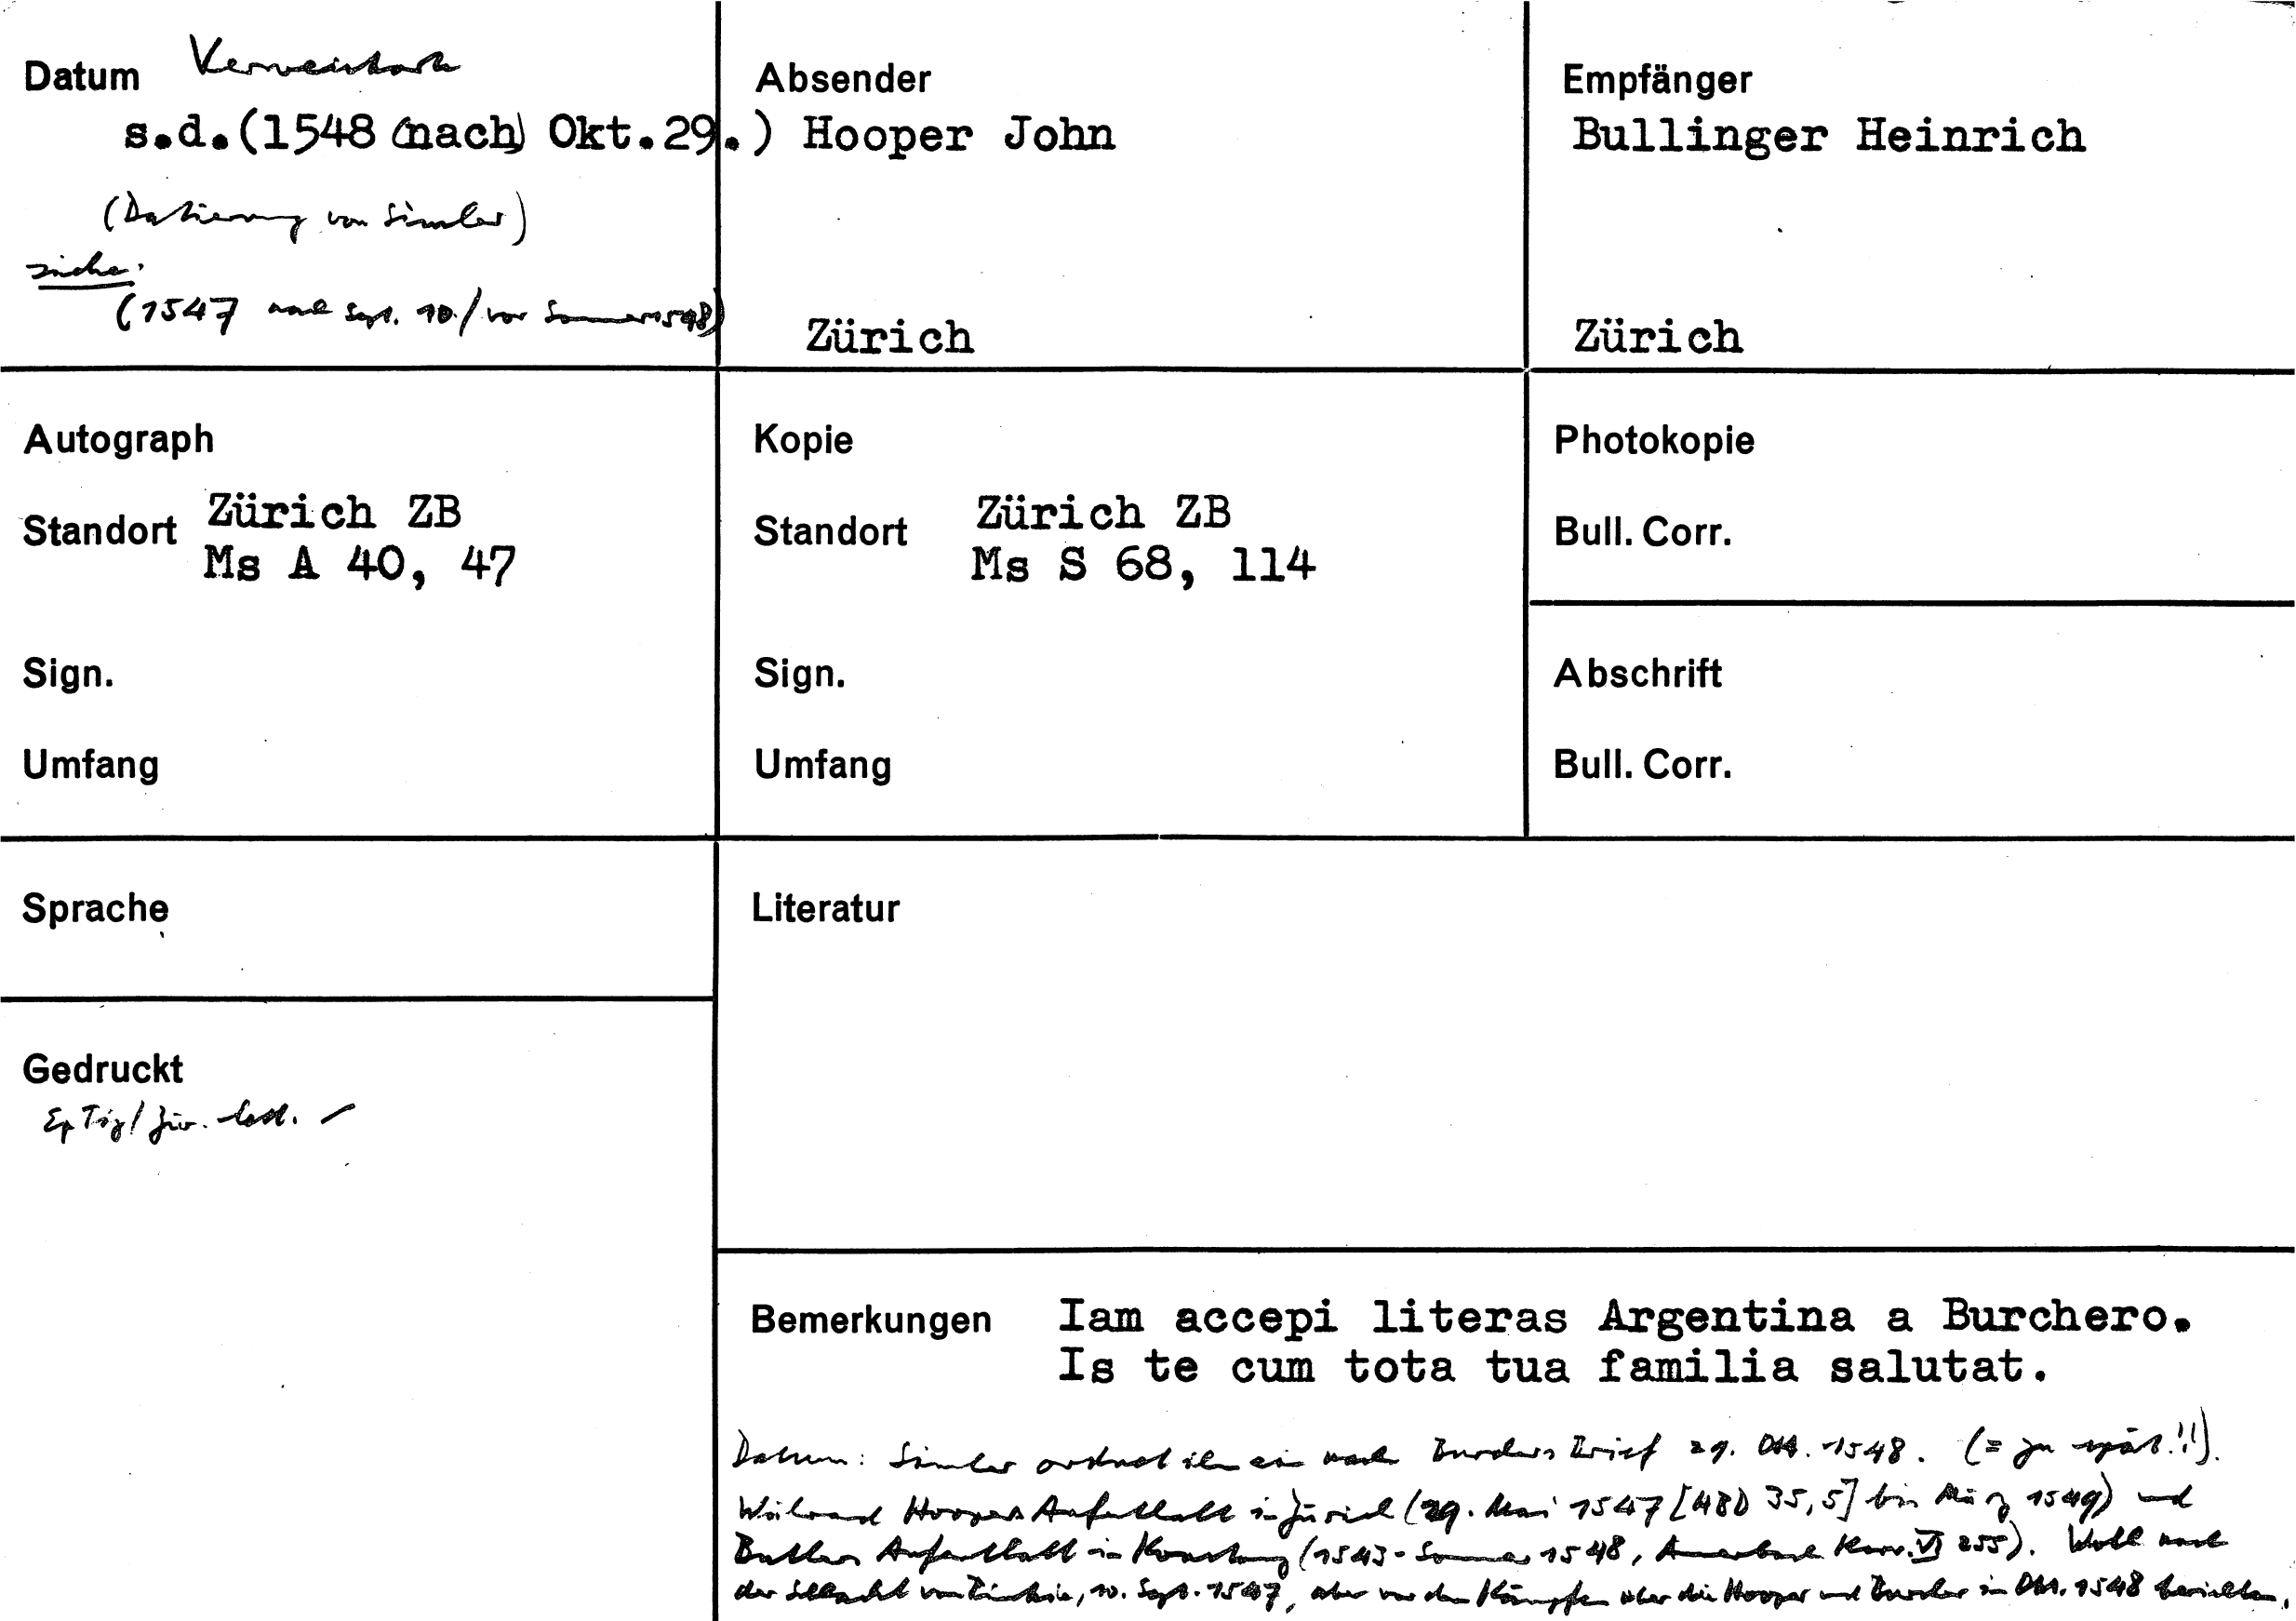 Datum
s.d.(1548 (nach) Okt.29.)
(Datierung von Simler)
siehe:
(1547 nach Sept. 10./vor Sommer 1548)
Absender
Hooper John
Zürich
Empfänger
Bullinger Heinrich
Zürich
Autograph
Standort Zürich ZB
Ms A 40, 47
Sign.
Umfang
Kopie
Standort Zürich ZB
Ms S 68, 114
Sign.
Umfang
Photokopie
Bull. Corr.
Abschrift
Bull. Corr.
Sprache
Gedruckt
Ep Tig/Zür.
Literatur
Bemerkungen Iam accepi literas Argentina a Burchero.
Is te cum tota tua familia salutat.
Datum: Simler ordnet ihn ein nach Burchers Brief 29. Okt. 1548. (= zu spät!!).
Während Hoopers Aufenthalt in Zürich (29. Mai 1547 [HBD 35,5] bis März 1549) und
Butlers Aufenthalt in Konstanz (1543-Sommer 1548, Amerbach Korr. VI 255). Wohl nach
der Schlacht von Pinkie, 10. Sept. 1547, aber vor den Kämpfen über die Hooper und Burcher in Okt. 1548 berichten.